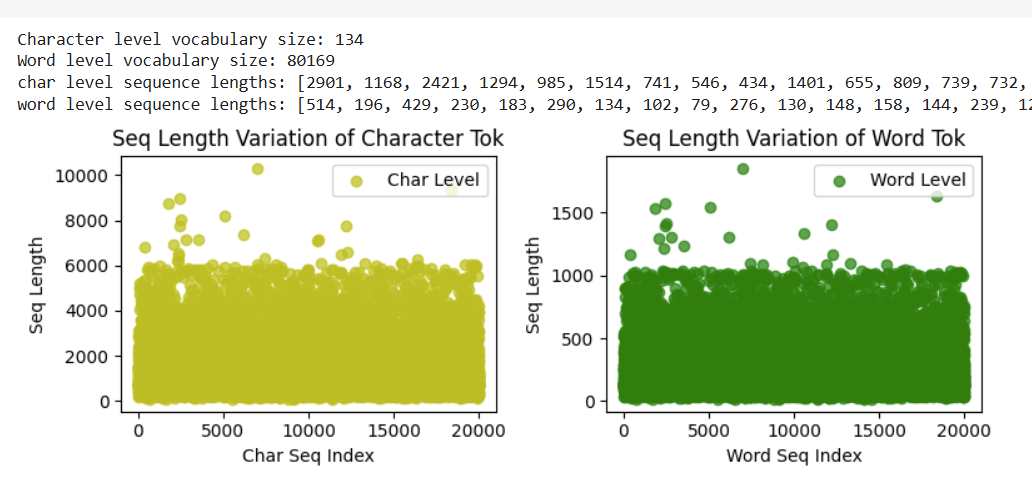 Character level vocabulary size: 134
Word level vocabulary size: 80169
char level sequence lengths: [2901, 1168, 2421, 1294, 985, 1514, 741, 546, 434, 1401, 655, 809, 739, 732,
word level sequence lengths: [514, 196, 429, 230, 183, 290, 134, 102, 79, 276, 130, 148, 158, 144, 239, 12
Seq Length Variation of Character Tok
Char Level
10000
8000
6000
4000
2000
0
Seq Length
0 5000 10000 15000 20000
Char Seq Index
Seq Length Variation of Word Tok
Word Level
1500
1000
500
0
Seq Length
0 5000 10000 15000 20000
Word Seq Index